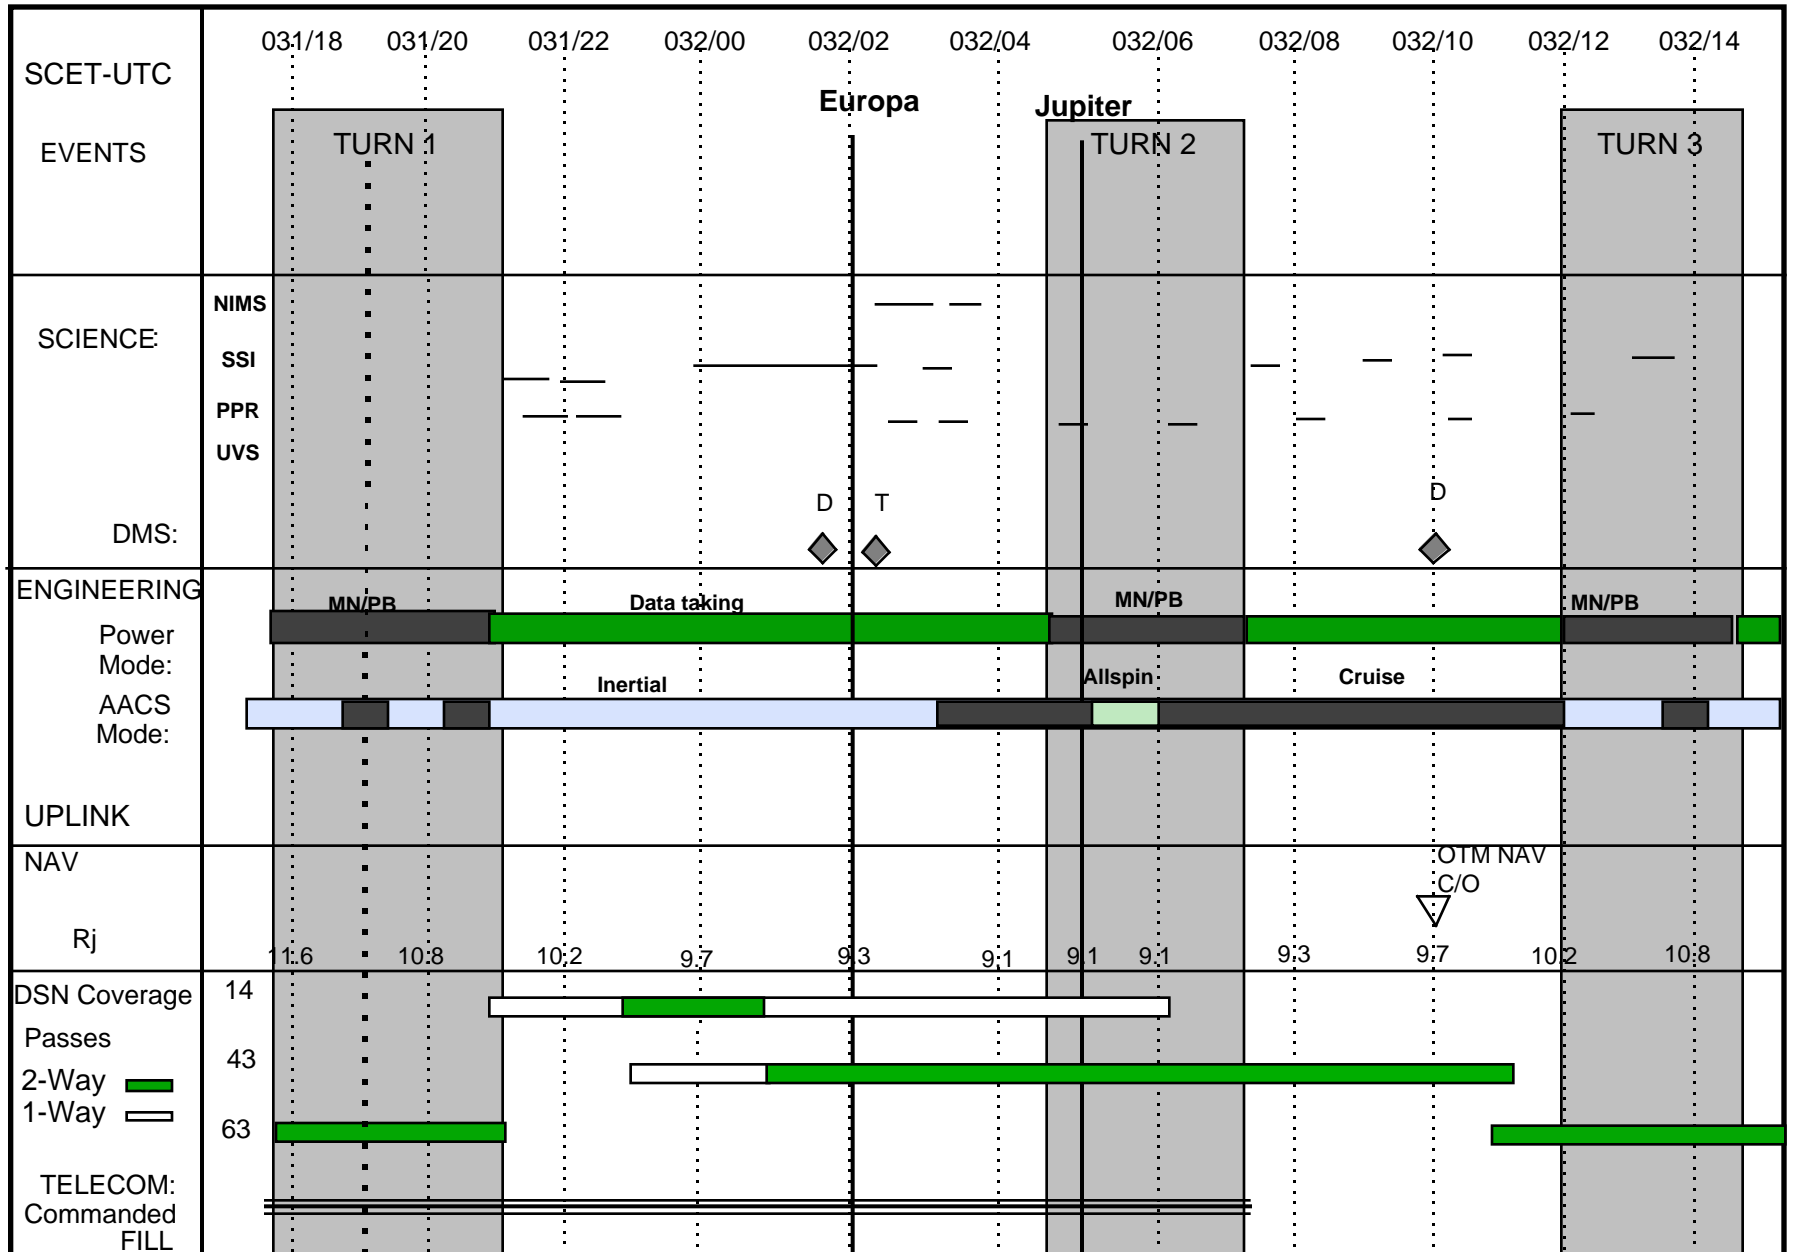 031/18 031/20 031/22 032/00 032/02 032/04 032/06 032/08 032/10 032/12 032/14
SCET-UTC
Europa Jupiter
EVENTS TURN 1 TURN 2 TURN 3
NIMS
SCIENCE:
SSI
PPR
UVS
D T D
DMS:
ENGINEERING
MN/PB Data taking MN/PB MN/PB
Power
Mode:
Inertial Allspin Cruise
AACS
Mode:
UPLINK
NAV
OTM NAV
C/O
Rj
11.6 10.8 10.2 9.7 9.3 9.1 9.1 9.1 9.3 9.7 10.2 10.8
DSN Coverage 14
Passes
43
2-Way
1-Way
63
TELECOM:
Commanded
FILL